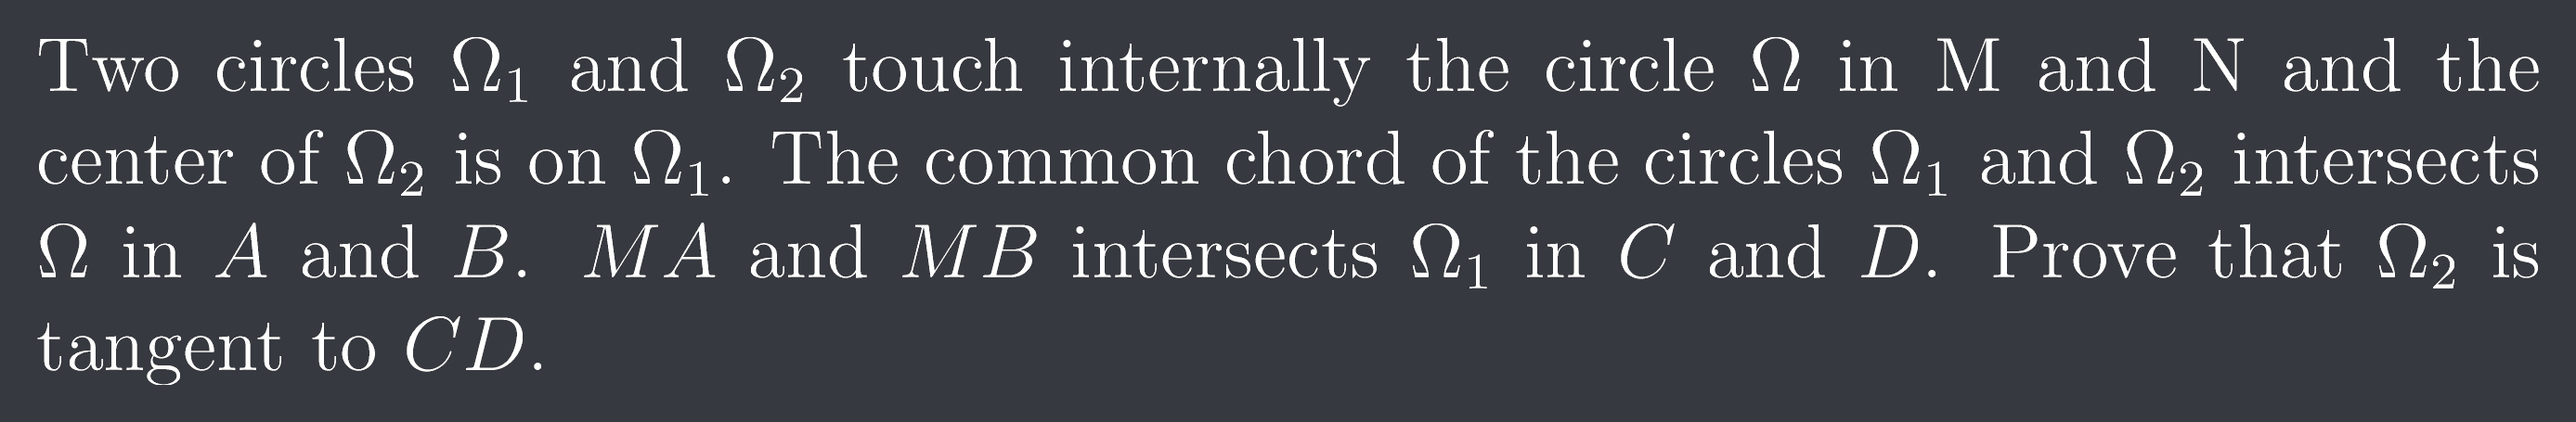 Two circles Ω₁ and Ω₂ touch internally the circle Ω in M and N and the
center of Ω₂ is on Ω₁. The common chord of the circles Ω₁ and Ω₂ intersects
Ω in A and B. MA and MB intersects Ω₁ in C and D. Prove that Ω₂ is
tangent to CD.